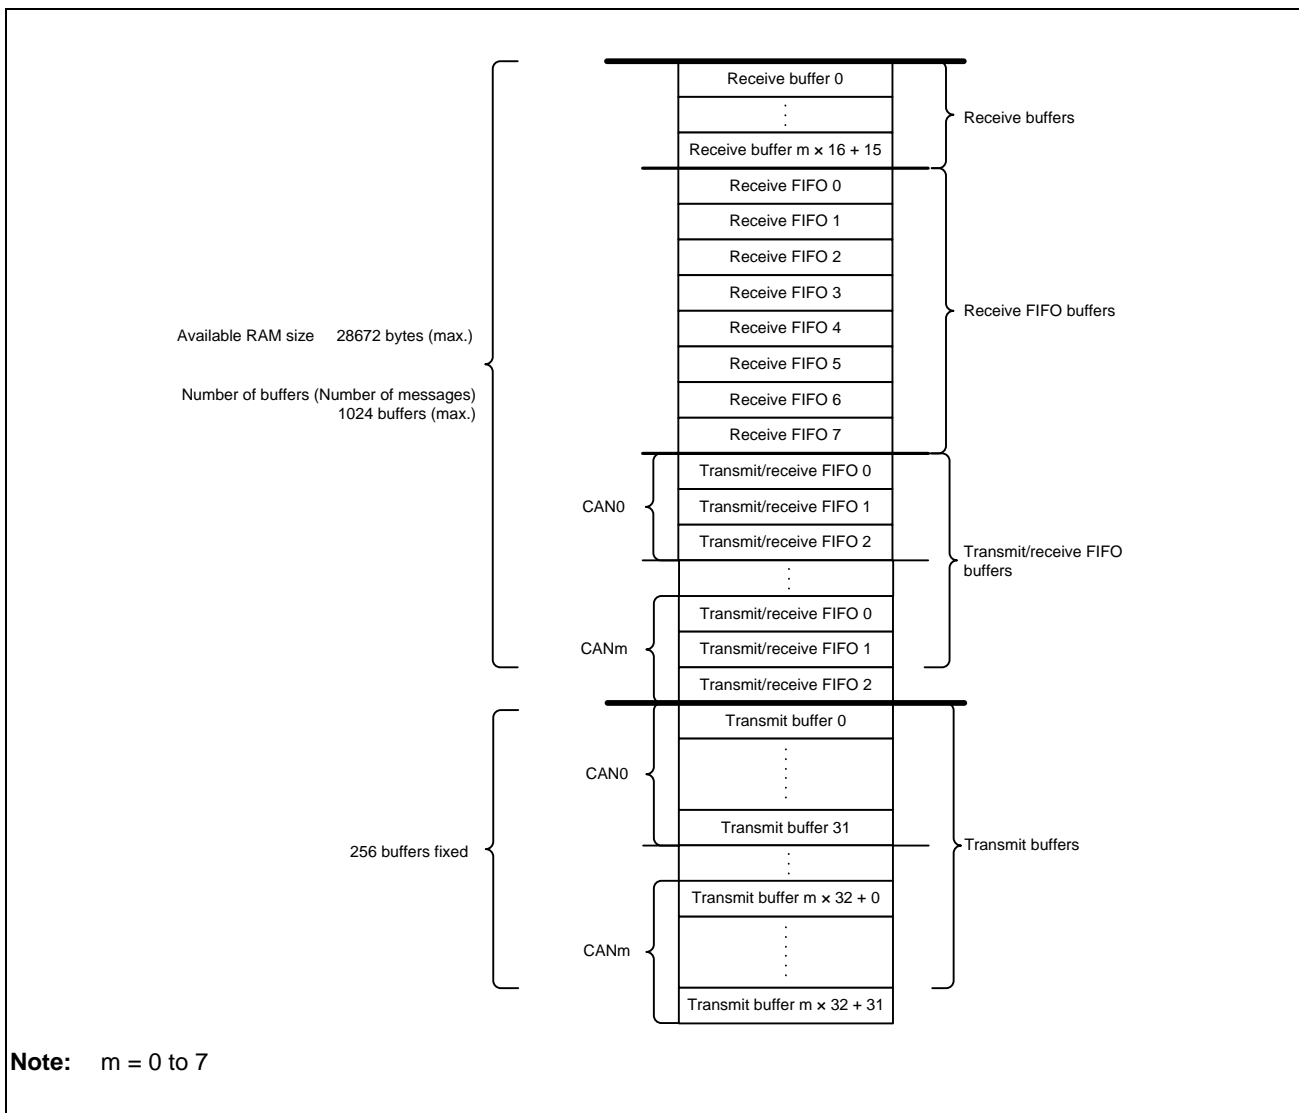 Receive buffer 0
Receive buffers
Receive buffer m × 16 + 15
Receive FIFO 0
Receive FIFO 1
Receive FIFO 2
Receive FIFO 3
Receive FIFO buffers
Available RAM size 28672 bytes (max.)
Receive FIFO 4
Receive FIFO 5
Number of buffers (Number of messages)
1024 buffers (max.)
Receive FIFO 6
Receive FIFO 7
Transmit/receive FIFO 0
CAN0
Transmit/receive FIFO 1
Transmit/receive FIFO 2
Transmit/receive FIFO
buffers
Transmit/receive FIFO 0
CANm
Transmit/receive FIFO 1
Transmit/receive FIFO 2
Transmit buffer 0
CAN0
Transmit buffer 31
256 buffers fixed
Transmit buffers
Transmit buffer m × 32 + 0
CANm
Transmit buffer m × 32 + 31
Note: m = 0 to 7